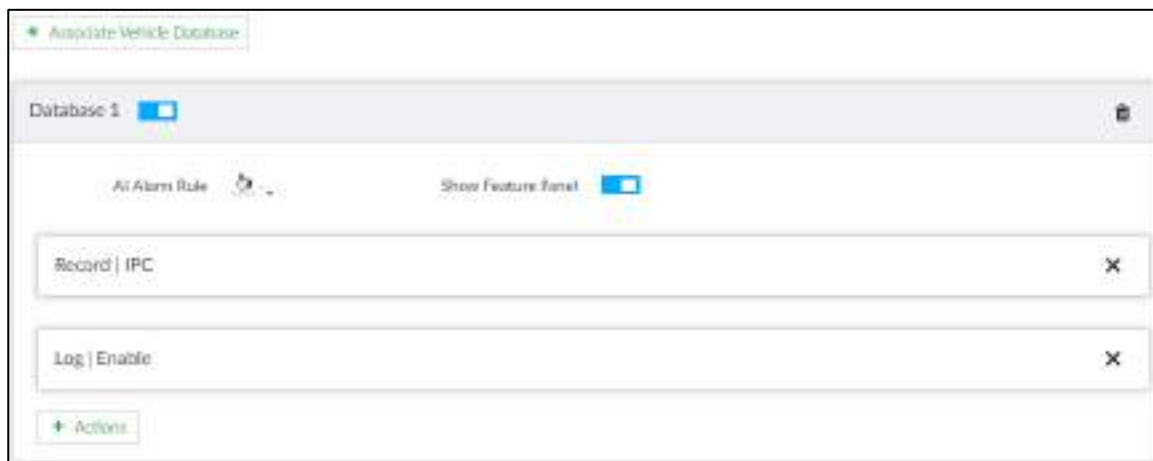 Associate Vehicle Database
Database 1
AI Alarm Rule
Show Feature Panel
Record | IPC
Log | Enable
+ Actions